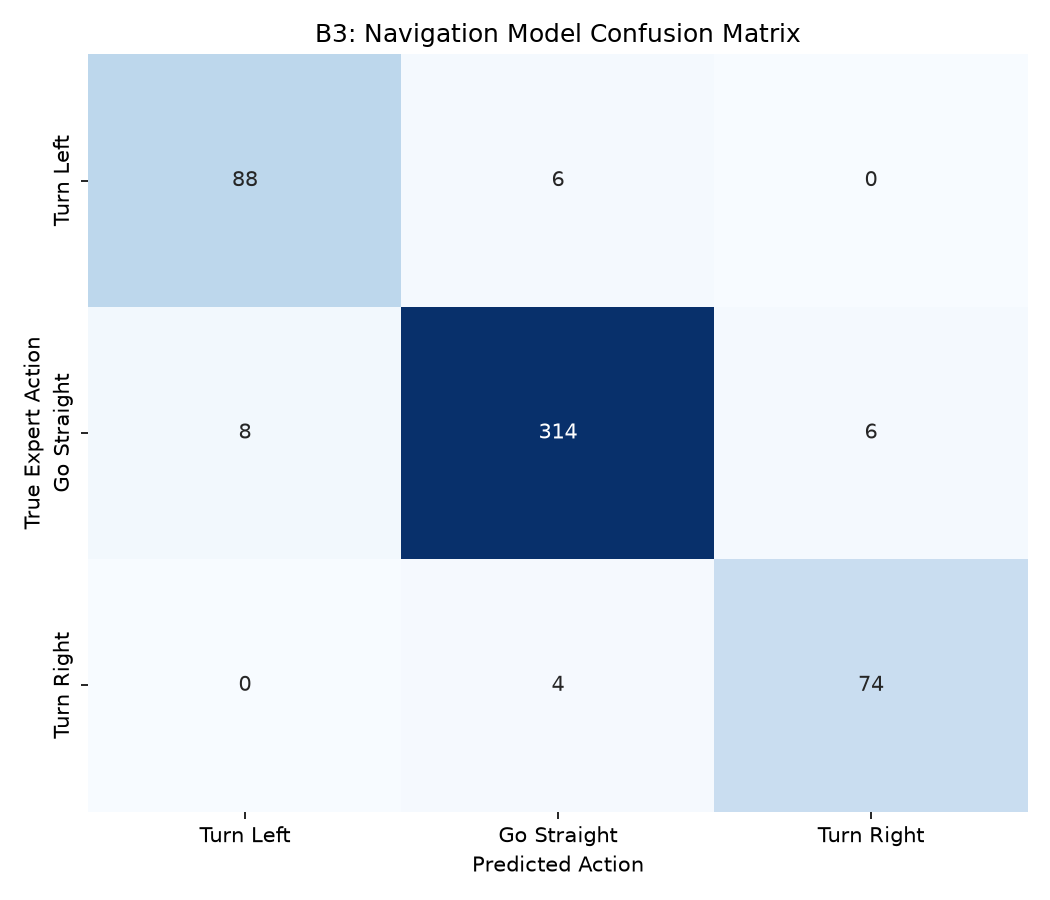 B3: Navigation Model Confusion Matrix
True Expert Action
Turn Left
88 6 0
Go Straight
8 314 6
Turn Right
0 4 74
Turn Left Go Straight Turn Right
Predicted Action